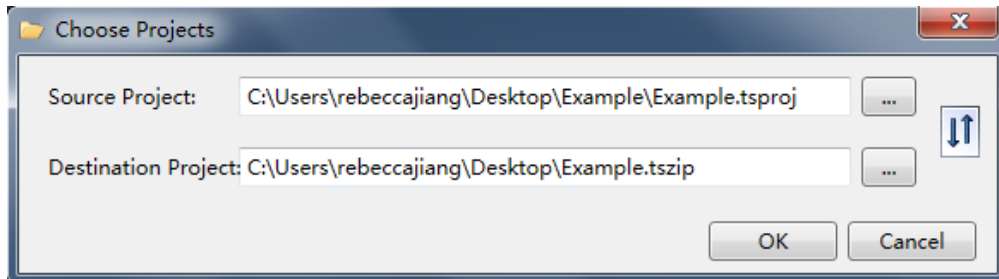 Choose Projects
Source Project: C:\Users\rebeccajiang\Desktop\Example\Example.tsproj ...
Destination Project: C:\Users\rebeccajiang\Desktop\Example.tszip ...
OK Cancel